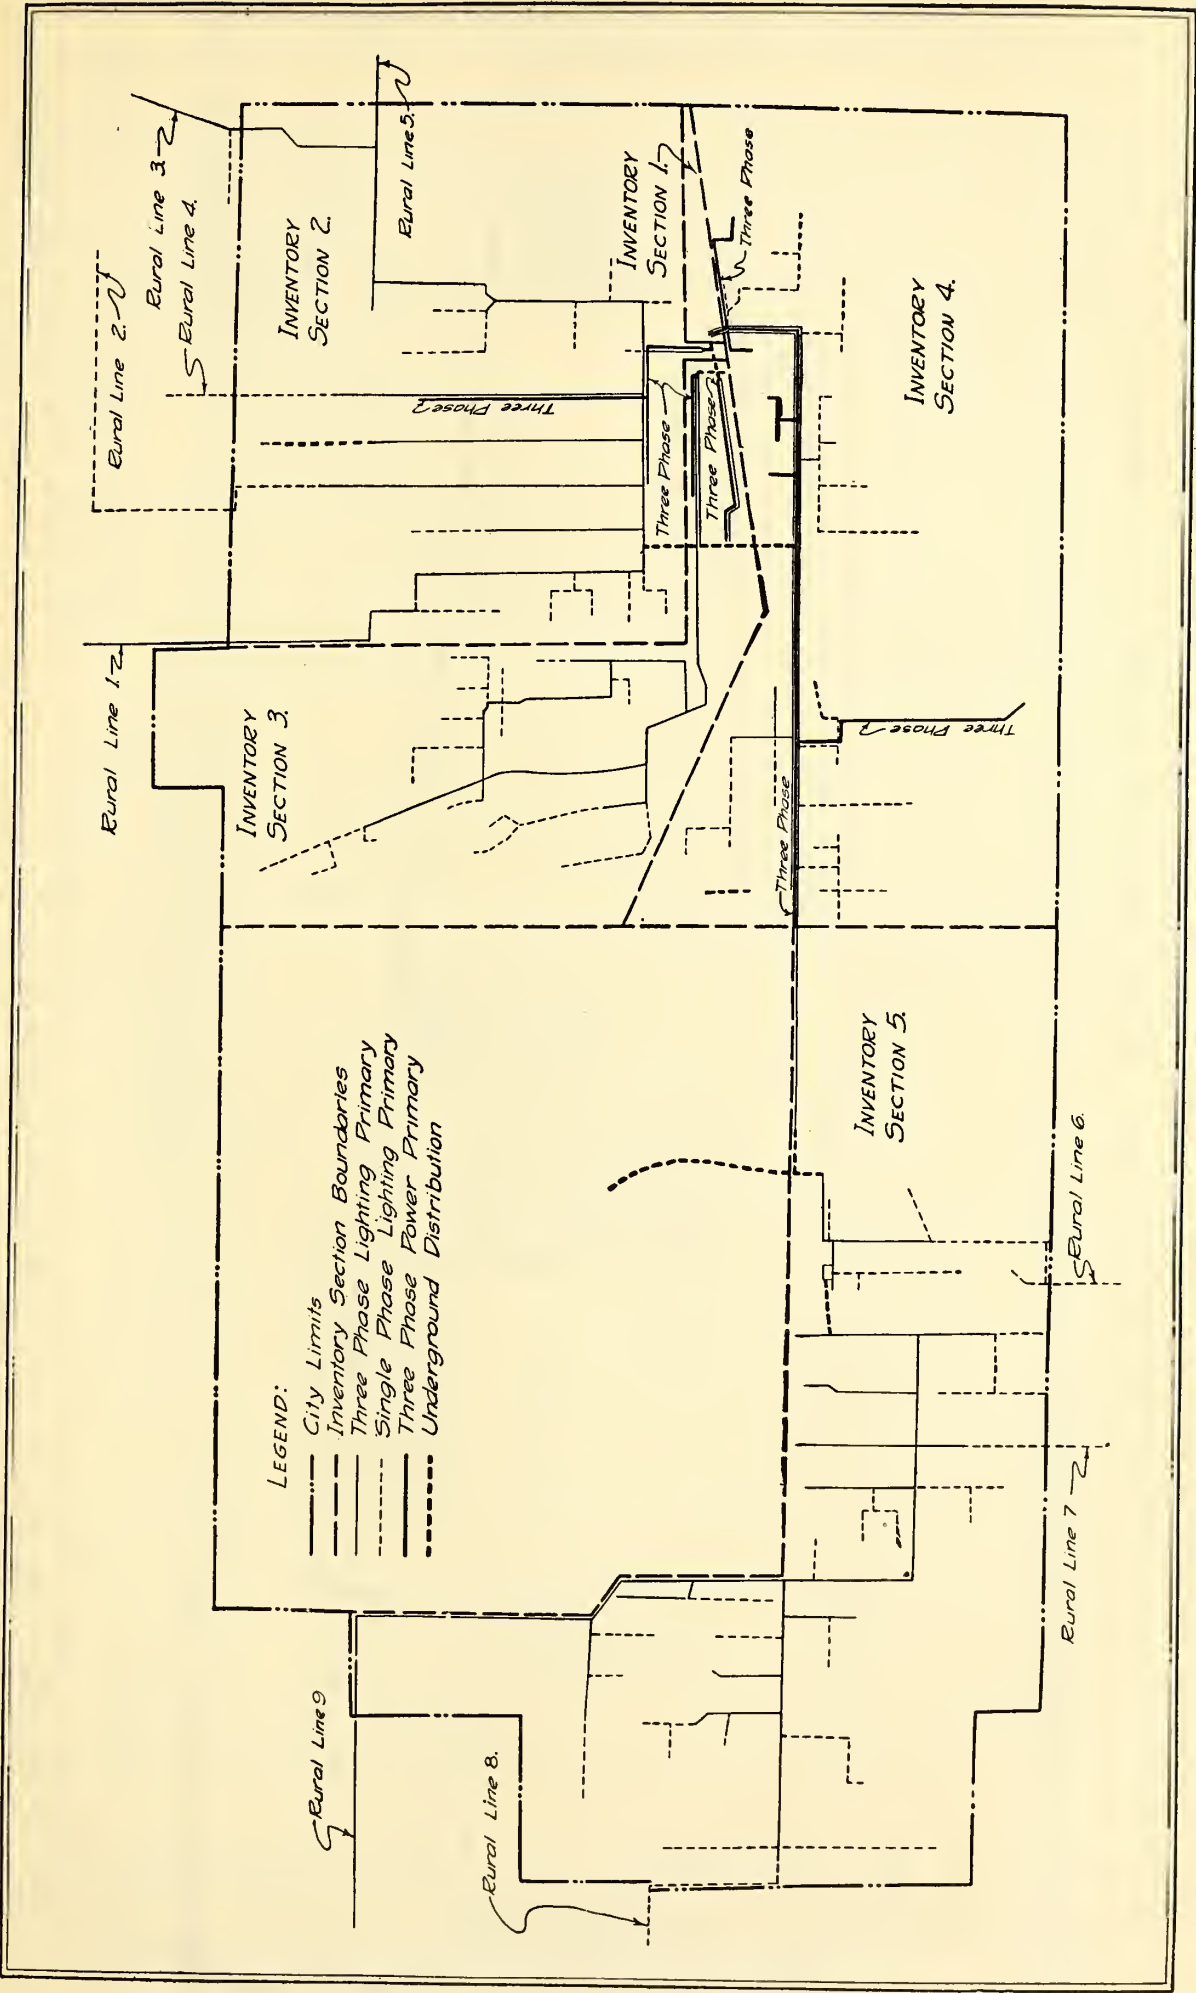 Rural Line 1.
Rural Line 2.
Rural Line 3.
Rural Line 4.
Rural Line 5.
INVENTORY
SECTION 2.
INVENTORY
SECTION 1.
INVENTORY
SECTION 3.
INVENTORY
SECTION 4.
INVENTORY
SECTION 5.
Three Phase
Three Phase
Three Phase
Three Phase
Three Phase
Three Phase
LEGEND:
City Limits
Inventory Section Boundaries
Three Phase Lighting Primary
Single Phase Lighting Primary
Three Phase Power Primary
Underground Distribution
Rural Line 6.
Rural Line 7
Rural Line 8.
Rural Line 9